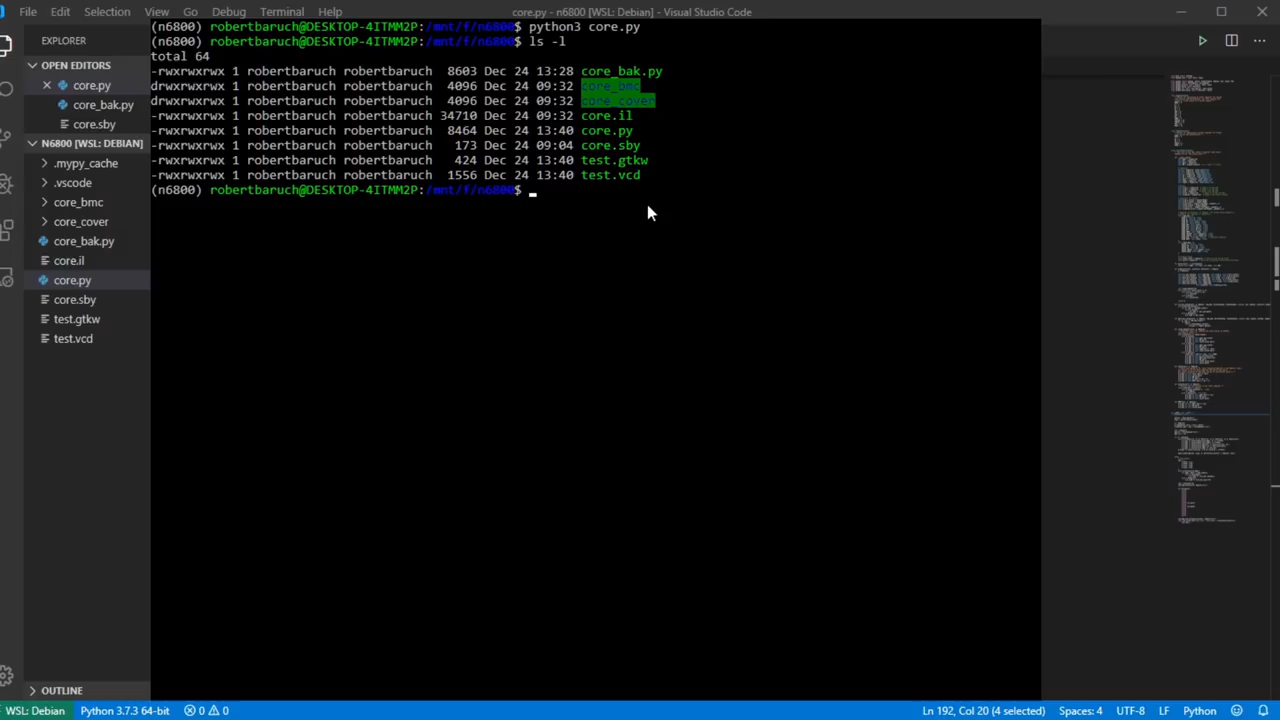 File Edit Selection View Go Debug Terminal Help
core.py - n6800 [WSL: Debian] - Visual Studio Code
EXPLORER
OPEN EDITORS
core.py
core_bak.py
core.sby
N6800 [WSL: DEBIAN]
.mypy_cache
.vscode
core_bmc
core_cover
core_bak.py
core.il
core.py
core.sby
test.gtkw
test.vcd
OUTLINE
(n6800) robertbaruch@DESKTOP-4ITMM2P:/mnt/f/n6800$ python3 core.py
(n6800) robertbaruch@DESKTOP-4ITMM2P:/mnt/f/n6800$ ls -l
total 64
-rwxrwxrwx 1 robertbaruch robertbaruch  8603 Dec 24 13:28 core_bak.py
drwxrwxrwx 1 robertbaruch robertbaruch  4096 Dec 24 09:32 core_bmc
drwxrwxrwx 1 robertbaruch robertbaruch  4096 Dec 24 09:32 core_cover
-rwxrwxrwx 1 robertbaruch robertbaruch 34710 Dec 24 09:32 core.il
-rwxrwxrwx 1 robertbaruch robertbaruch  8464 Dec 24 13:40 core.py
-rwxrwxrwx 1 robertbaruch robertbaruch   173 Dec 24 09:04 core.sby
-rwxrwxrwx 1 robertbaruch robertbaruch   424 Dec 24 13:40 test.gtkw
-rwxrwxrwx 1 robertbaruch robertbaruch  1556 Dec 24 13:40 test.vcd
(n6800) robertbaruch@DESKTOP-4ITMM2P:/mnt/f/n6800$
WSL: Debian Python 3.7.3 64-bit 0 0 Ln 192, Col 20 (4 selected) Spaces: 4 UTF-8 LF Python